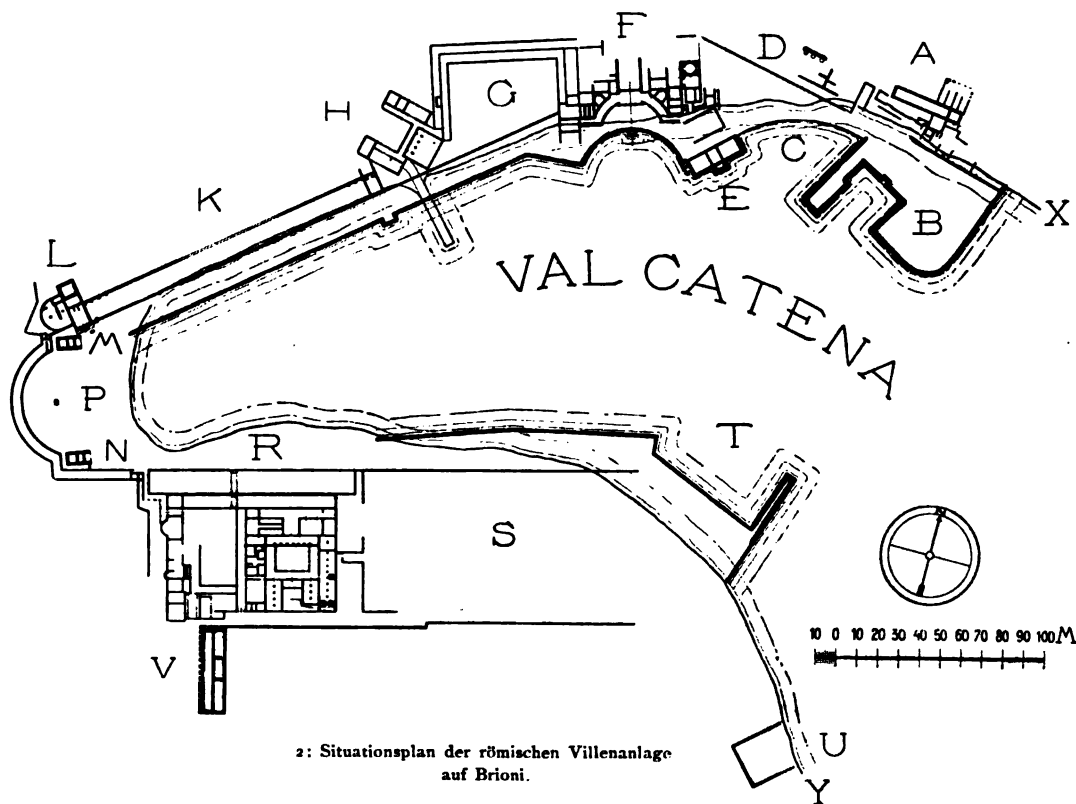 F
D
A
G
H
C
E
B
X
K
VAL CATENA
L
M
P
N
R
T
S
10 0 10 20 30 40 50 60 70 80 90 100 M
V
U
Y
2: Situationsplan der römischen Villenanlage
auf Brioni.